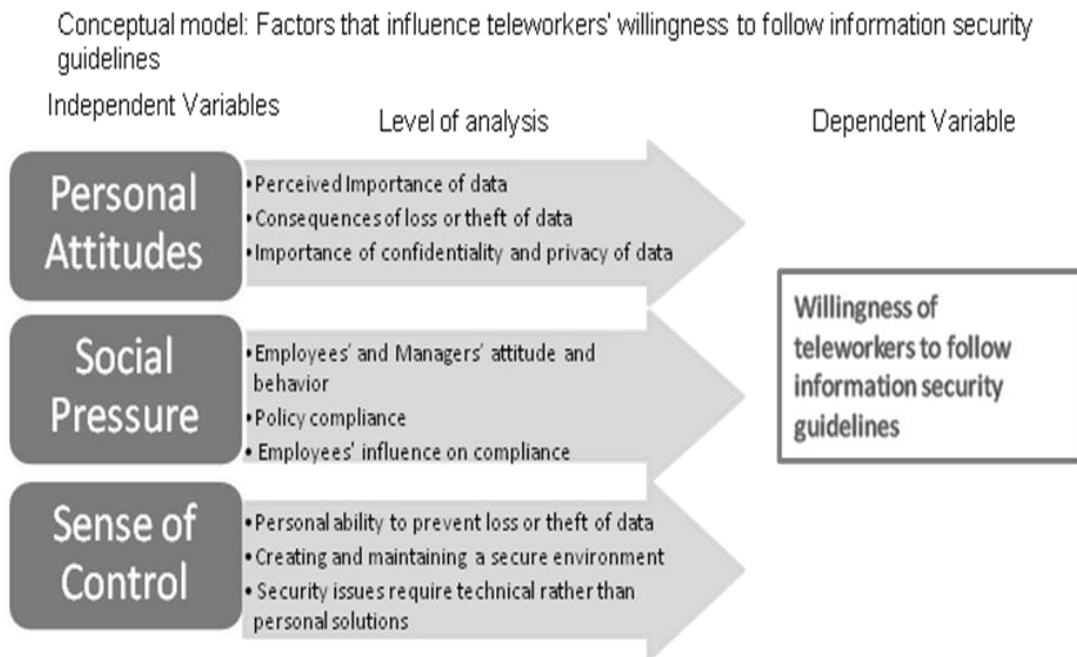 Conceptual model: Factors that influence teleworkers' willingness to follow information security
guidelines
Independent Variables
Level of analysis
Dependent Variable
Personal
Attitudes
• Perceived Importance of data
• Consequences of loss or theft of data
• Importance of confidentiality and privacy of data
Social
Pressure
• Employees' and Managers' attitude and
behavior
• Policy compliance
• Employees' influence on compliance
Sense of
Control
• Personal ability to prevent loss or theft of data
• Creating and maintaining a secure environment
• Security issues require technical rather than
personal solutions
Willingness of
teleworkers to follow
information security
guidelines